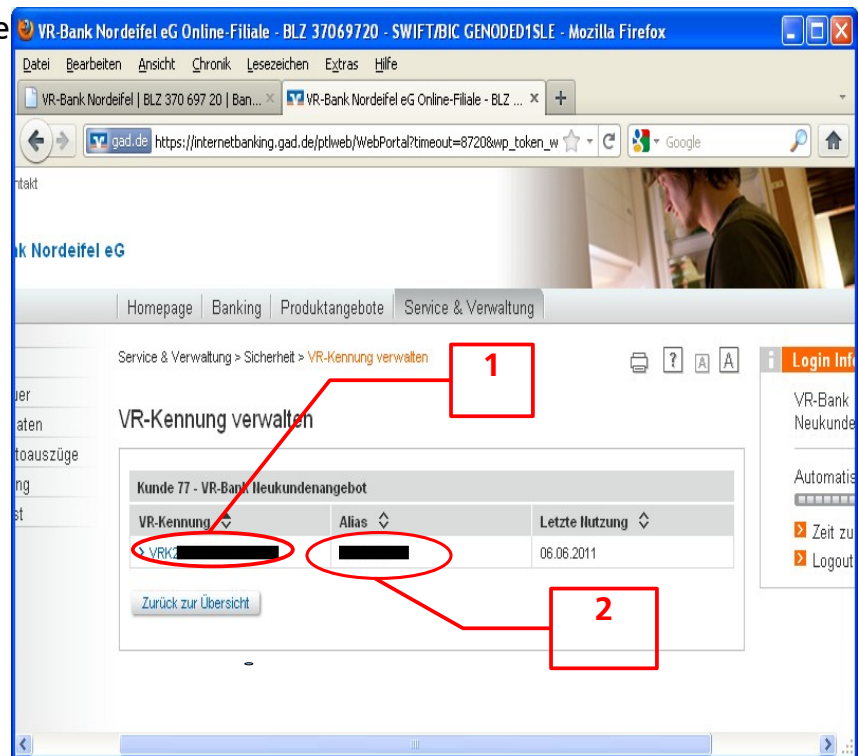 e
VR-Bank Nordeifel eG Online-Filiale - BLZ 37069720 - SWIFT/BIC GENODED1SLE - Mozilla Firefox
Datei Bearbeiten Ansicht Chronik Lesezeichen Extras Hilfe
VR-Bank Nordeifel | BLZ 370 697 20 | Ban... VR-Bank Nordeifel eG Online-Filiale - BLZ ...
gad.de https://internetbanking.gad.de/ptlweb/WebPortal?timeout=8720&wp_token_w Google
ntakt
nk Nordeifel eG
Homepage Banking Produktangebote Service & Verwaltung
Service & Verwaltung > Sicherheit > VR-Kennung verwalten
1
? A A
i Login Info
uer
aten
toauszüge
ng
st
VR-Kennung verwalten
VR-Bank
Neukunde
Kunde 77 - VR-Bank Neukundenangebot
Automatis
VR-Kennung Alias Letzte Nutzung
VRK2 06.06.2011
Zeit zu
Logout
Zurück zur Übersicht
2